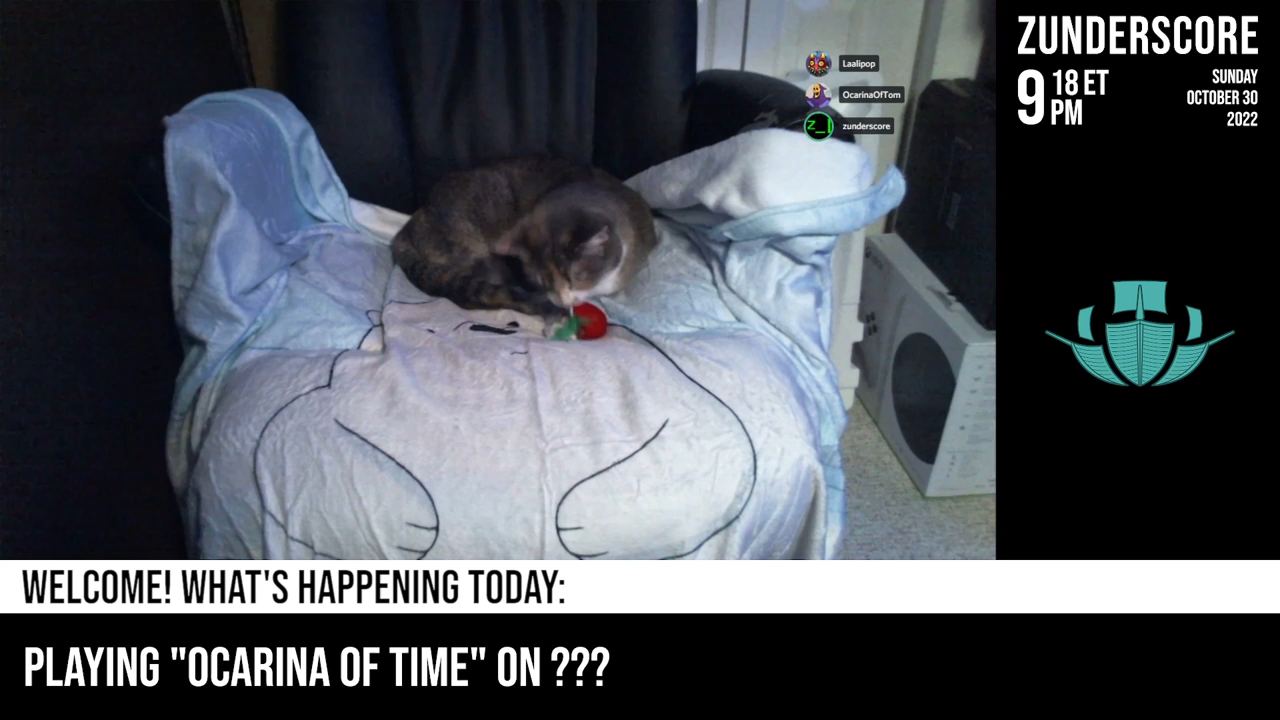 ZUNDERSCORE
9 18 ET
PM
SUNDAY
OCTOBER 30
2022
Laalipop
OcarinaOfTom
z_
zunderscore
WELCOME! WHAT'S HAPPENING TODAY:
PLAYING "OCARINA OF TIME" ON ???